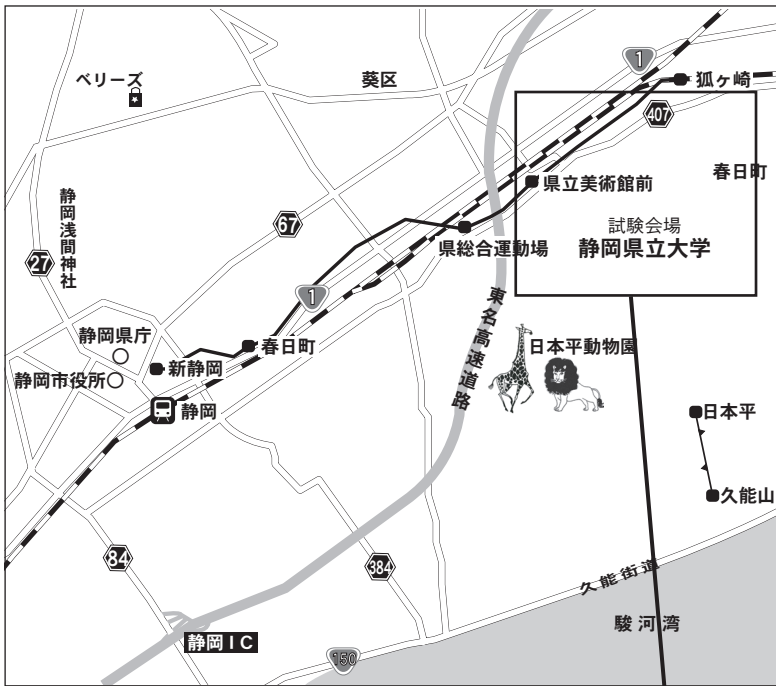 1
狐ヶ崎
ベリーズ
葵区
407
春日町
県立美術館前
静岡浅間神社
67
試験会場
静岡県立大学
県総合運動場
27
1
東名高速道路
静岡県庁
春日町
日本平動物園
新静岡
静岡市役所
静岡
日本平
久能山
84
384
久能街道
駿河湾
静岡IC
150